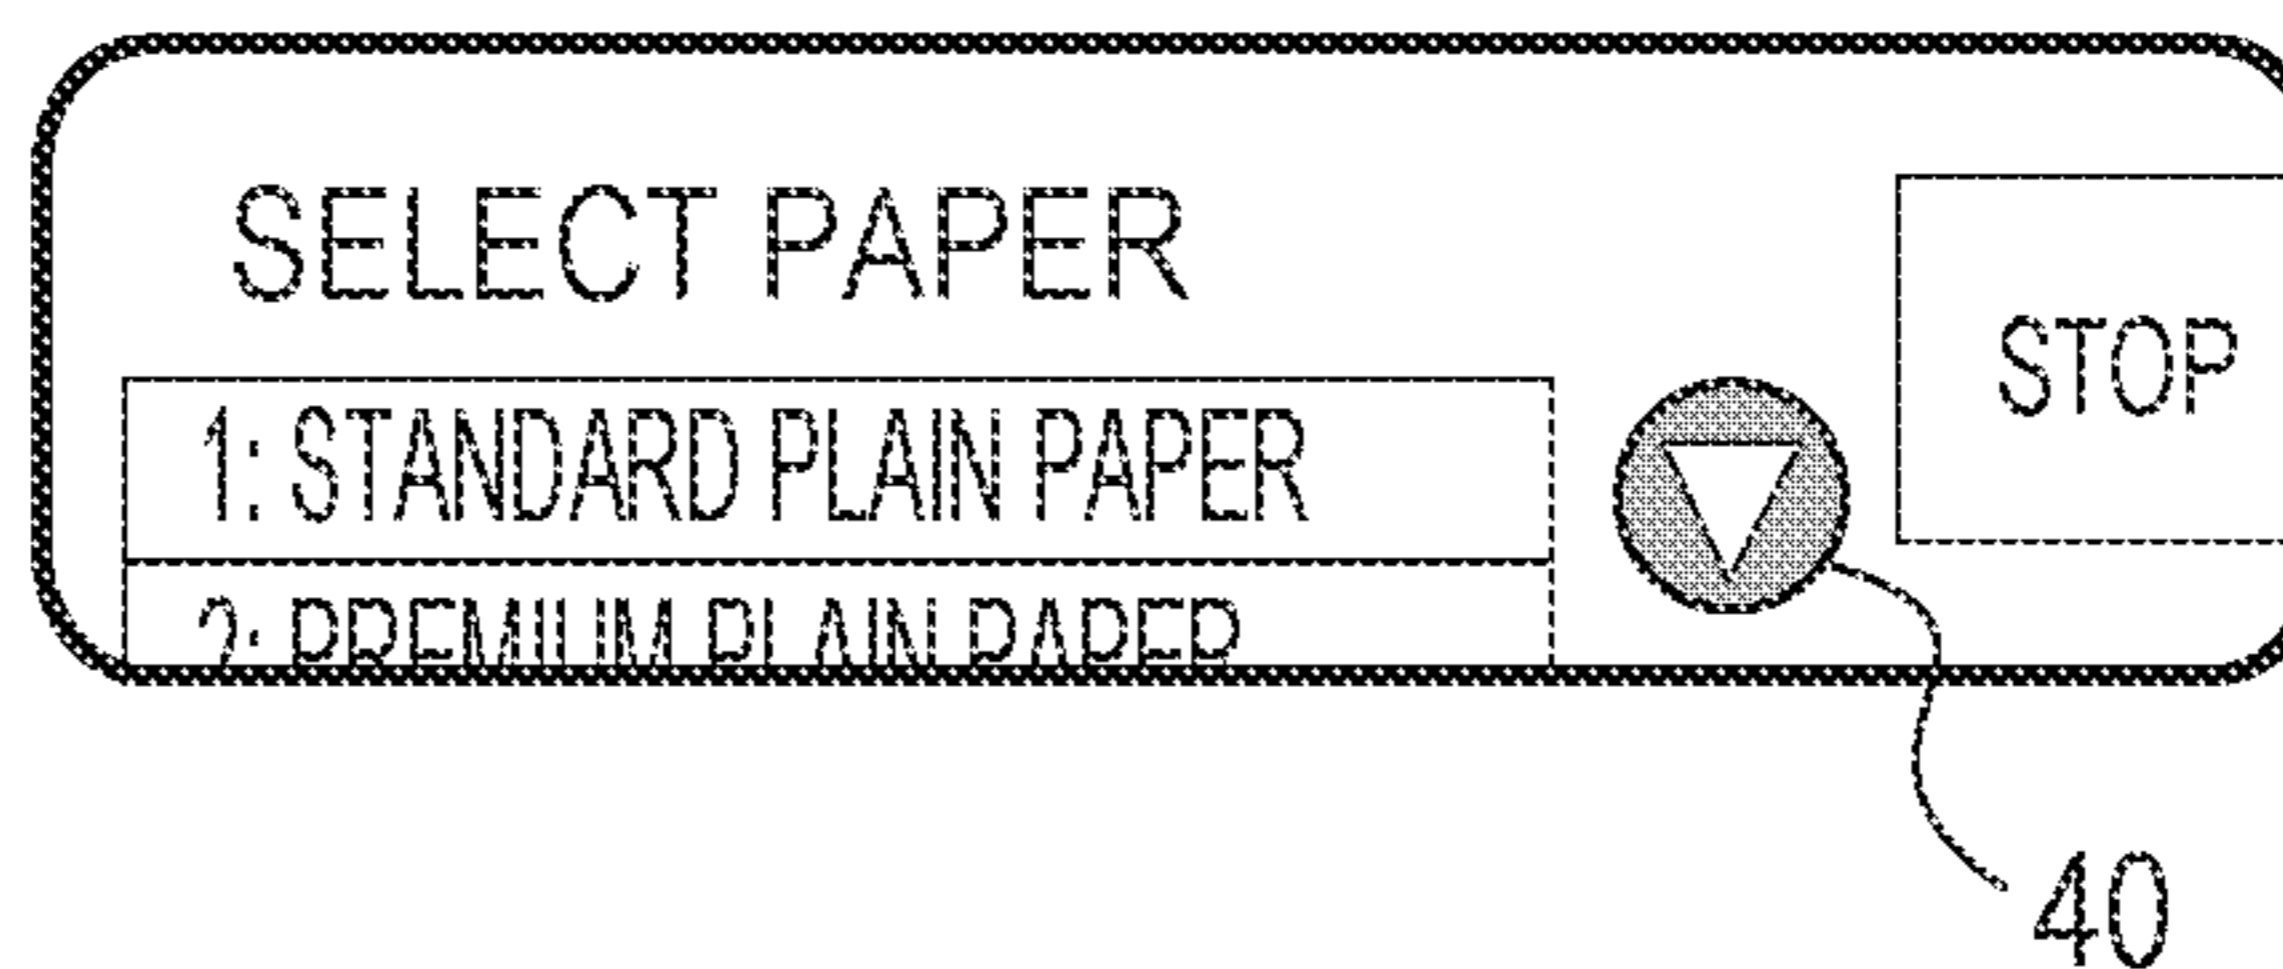 SELECT PAPER
STOP
1: STANDARD PLAIN PAPER
2: PREMIUM PLAIN PAPER
40